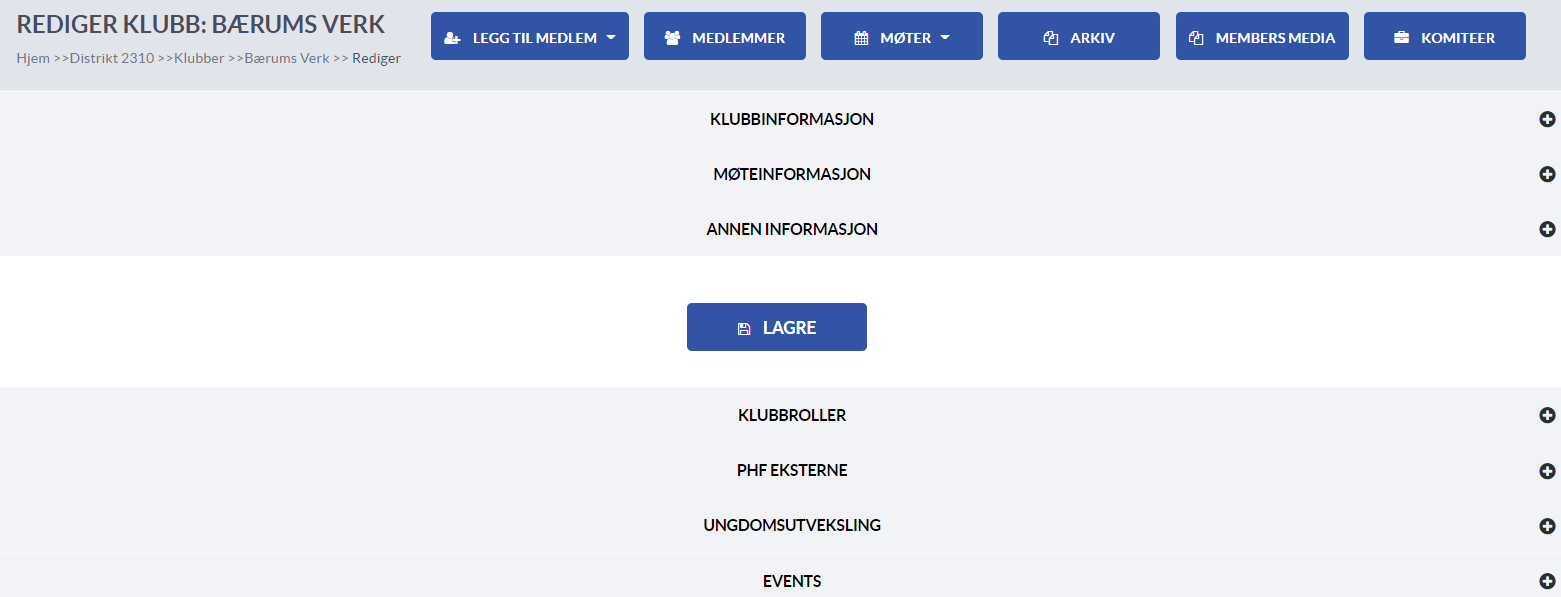 REDIGER KLUBB: BÆRUMS VERK
Hjem >>Distrikt 2310 >>Klubber >>Bærums Verk >> Rediger
LEGG TIL MEDLEM
MEDLEMMER
MØTER
ARKIV
MEMBERS MEDIA
KOMITEER
KLUBBINFORMASJON
MØTEINFORMASJON
ANNEN INFORMASJON
LAGRE
KLUBBROLLER
PHF EKSTERNE
UNGDOMSUTVEKSLING
EVENTS